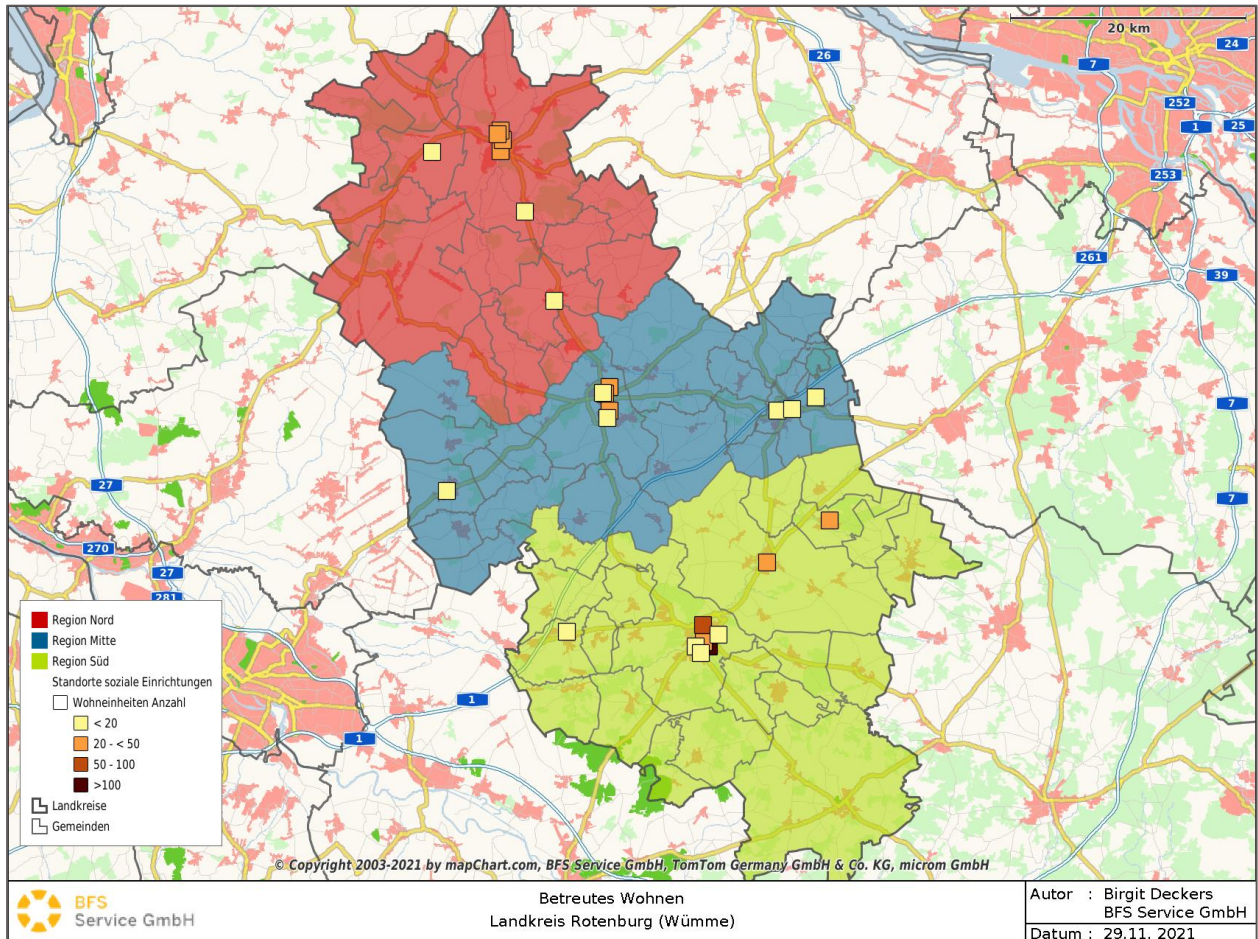 20 km
26
24
7
252
1
25
253
261
39
7
27
7
270
27
281
1
1
Region Nord
Region Mitte
Region Süd
Standorte soziale Einrichtungen
Wohneinheiten Anzahl
< 20
20 - < 50
50 - 100
>100
Landkreise
Gemeinden
© Copyright 2003-2021 by mapChart.com, BFS Service GmbH, TomTom Germany GmbH & Co. KG, microm GmbH
BFS
Service GmbH
Betreutes Wohnen
Landkreis Rotenburg (Wümme)
Autor : Birgit Deckers
BFS Service GmbH
Datum : 29.11. 2021